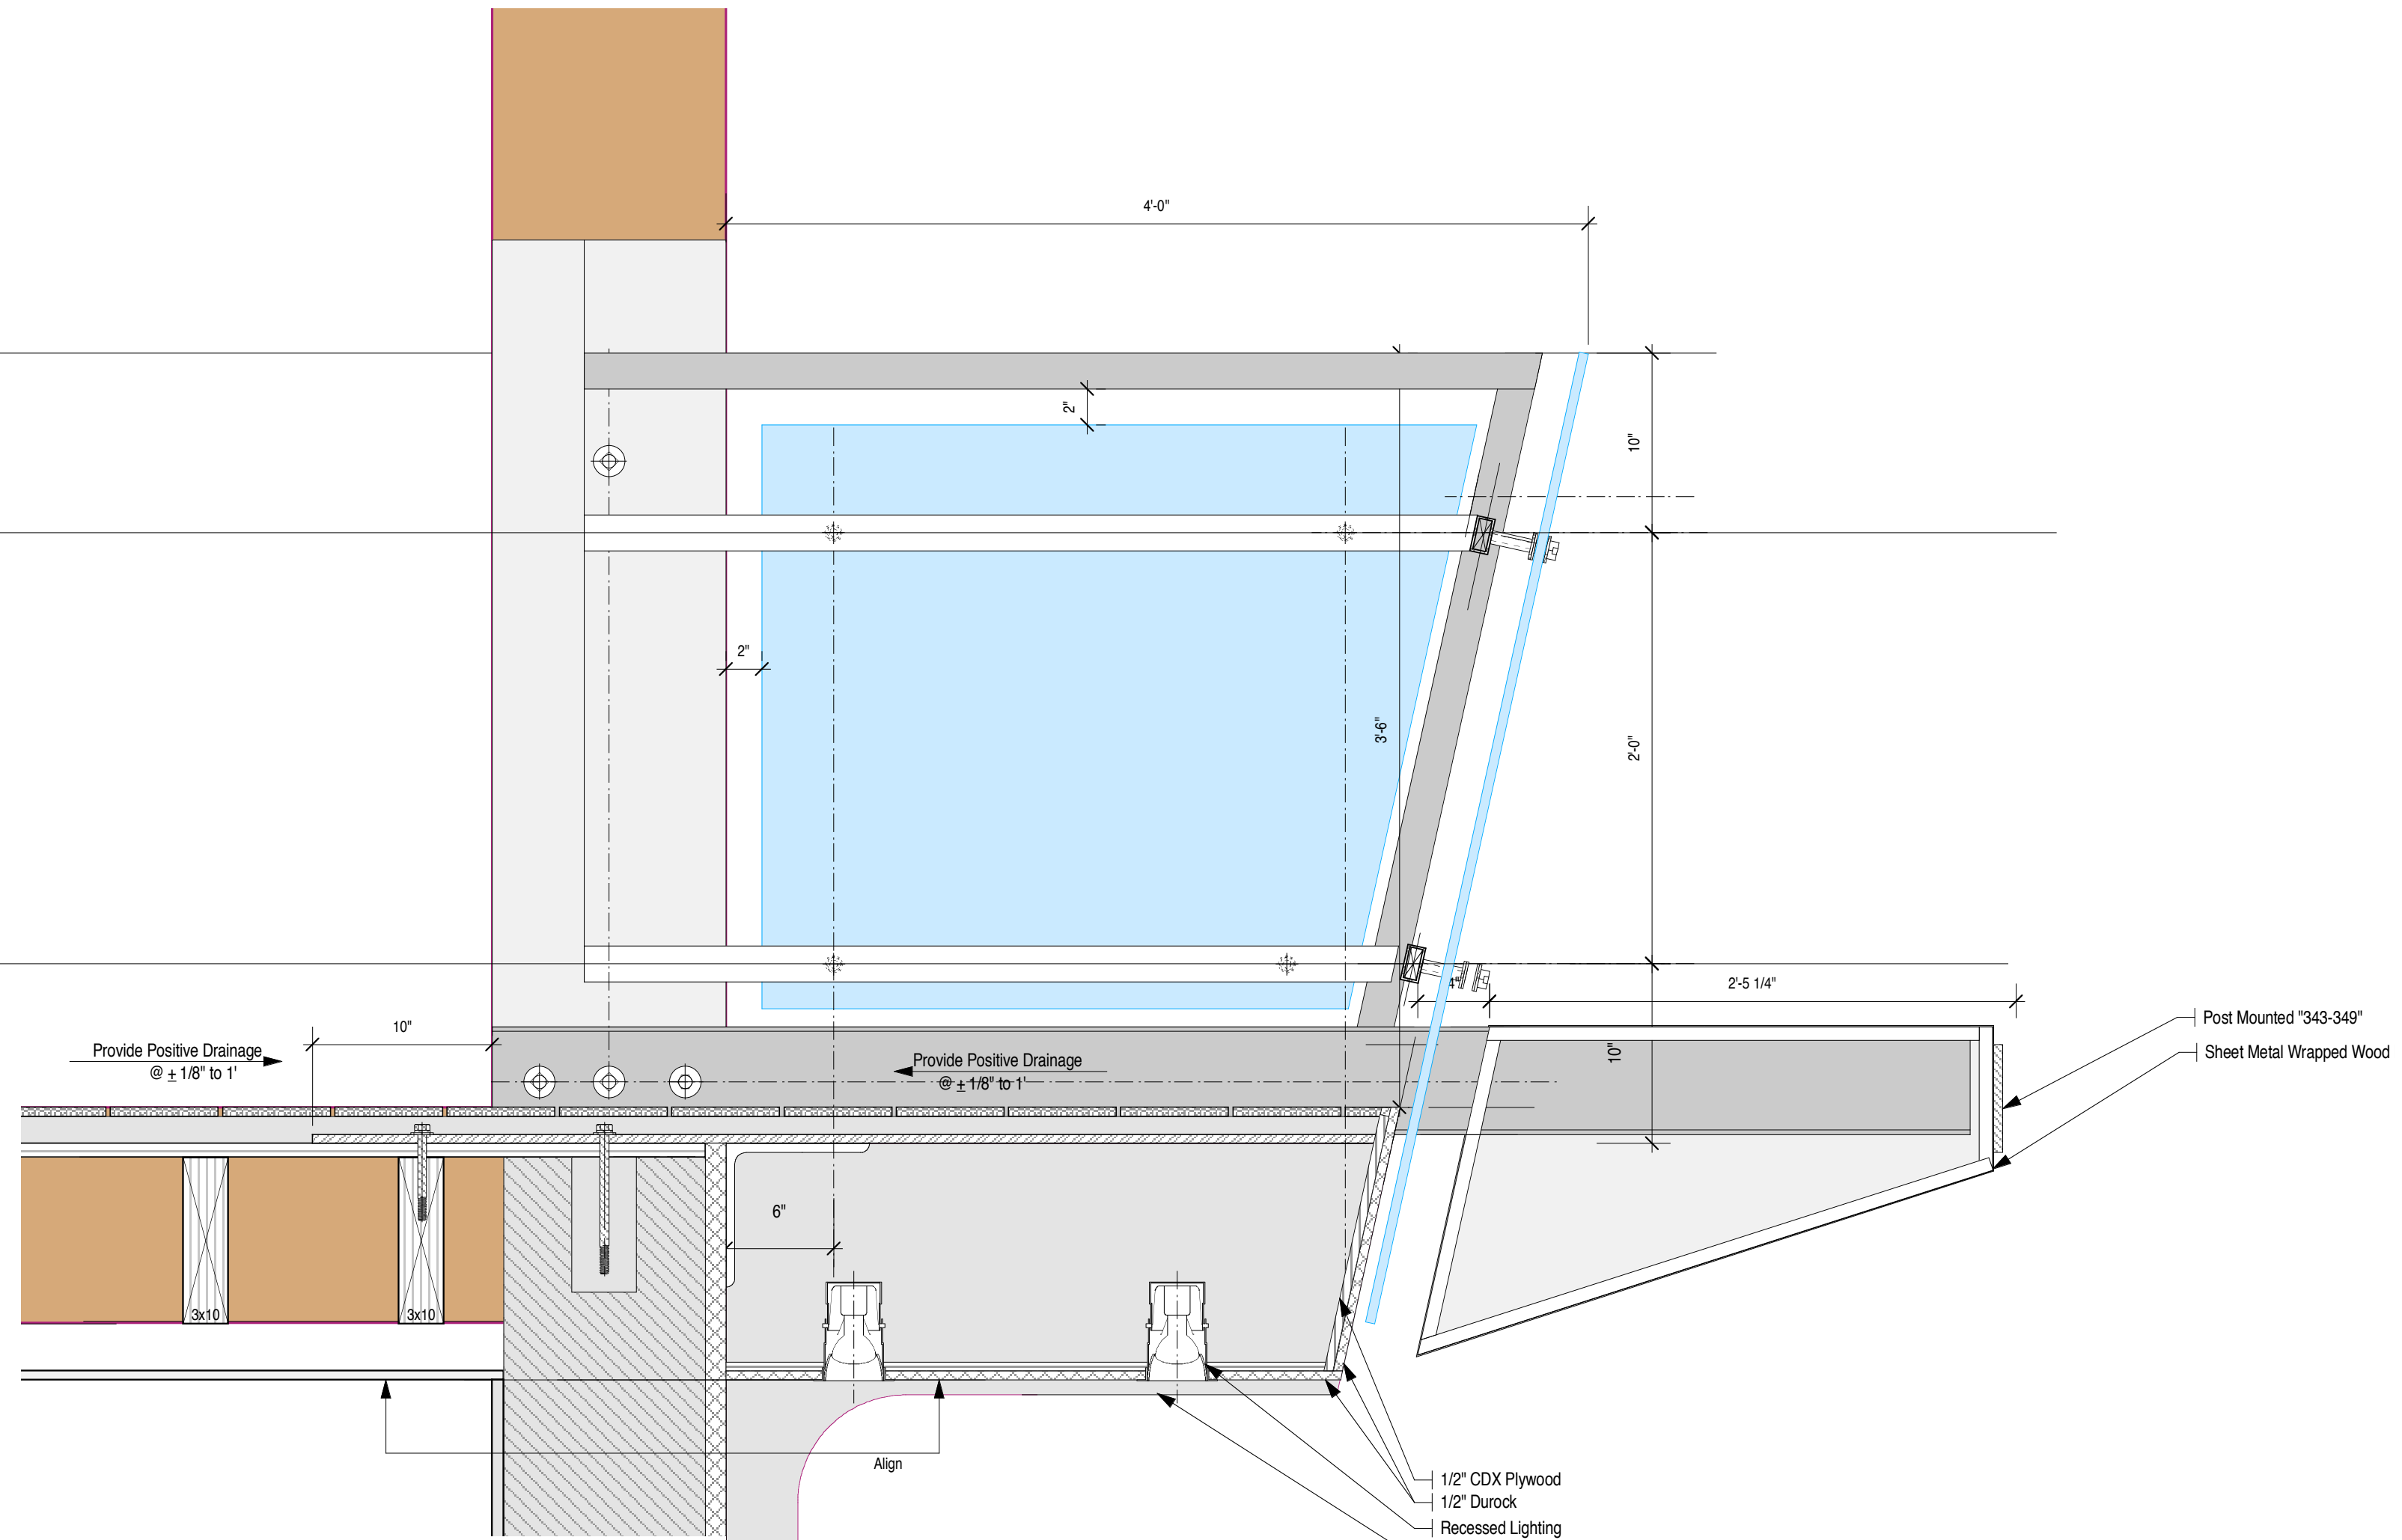 4'-0"
2"
10"
2"
3'-6"
2'-0"
4"
2'-5 1/4"
10"
Provide Positive Drainage
@ ± 1/8" to 1'
Provide Positive Drainage
@ ± 1/8" to 1'
10"
Post Mounted "343-349"
Sheet Metal Wrapped Wood
6"
3x10
3x10
Align
1/2" CDX Plywood
1/2" Durock
Recessed Lighting